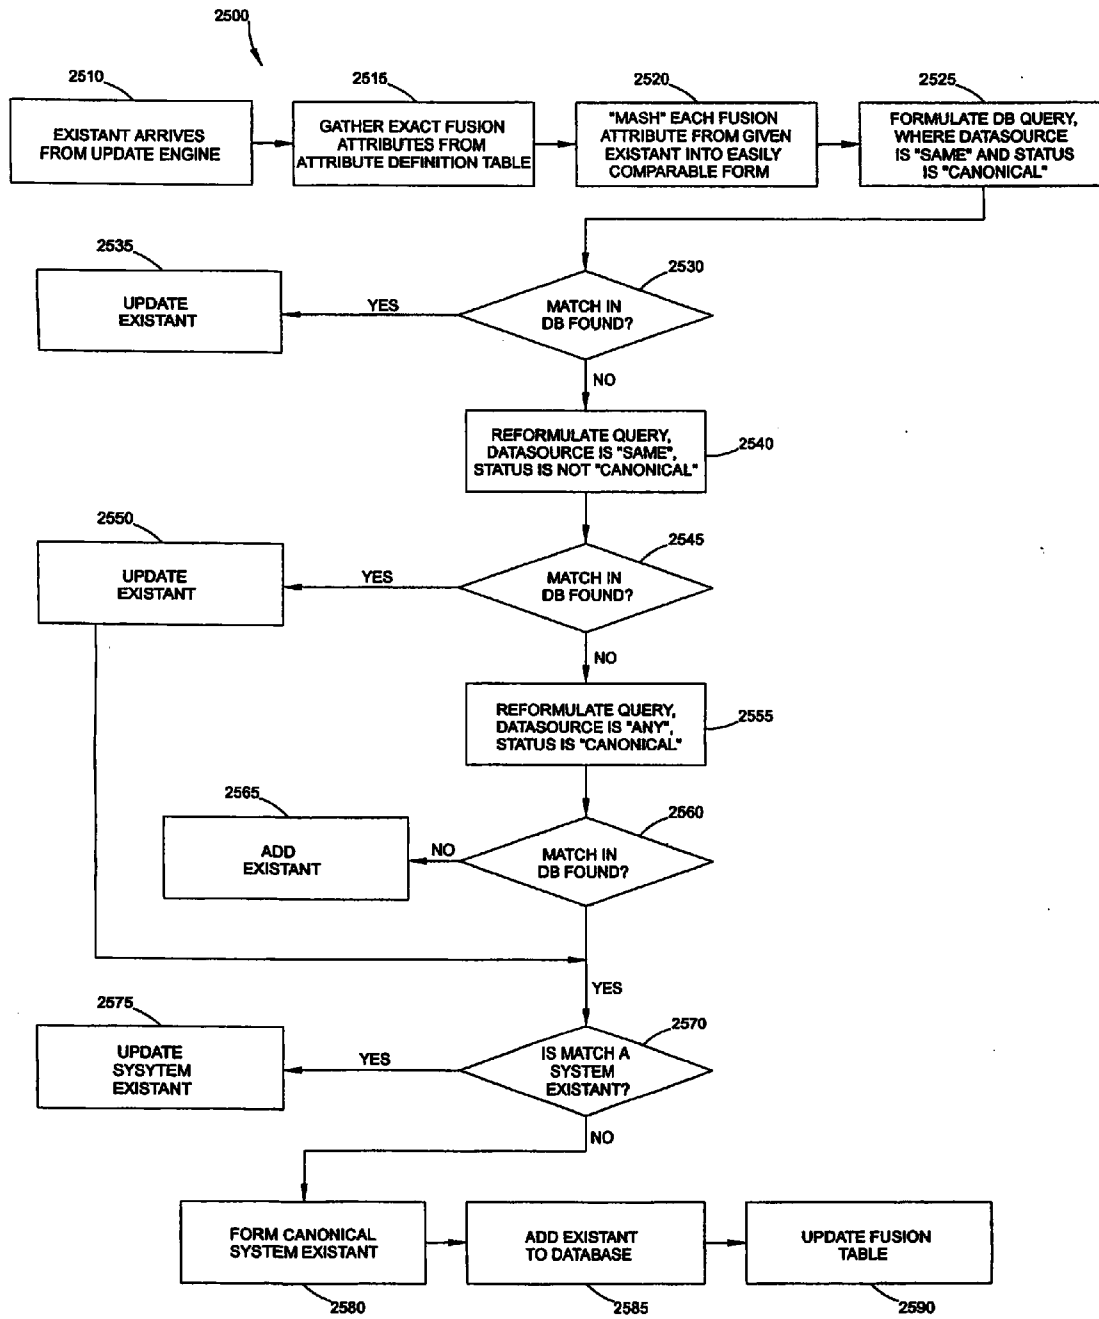 2500
2510
2515
2520
2525
EXISTANT ARRIVES
FROM UPDATE ENGINE
GATHER EXACT FUSION
ATTRIBUTES FROM
ATTRIBUTE DEFINITION TABLE
"MASH" EACH FUSION
ATTRIBUTE FROM GIVEN
EXISTANT INTO EASILY
COMPARABLE FORM
FORMULATE DB QUERY,
WHERE DATASOURCE
IS "SAME" AND STATUS
IS "CANONICAL"
2535
2530
UPDATE
EXISTANT
YES
MATCH IN
DB FOUND?
NO
REFORMULATE QUERY,
DATASOURCE IS "SAME",
STATUS IS NOT "CANONICAL"
2540
2550
2545
UPDATE
EXISTANT
YES
MATCH IN
DB FOUND?
NO
REFORMULATE QUERY,
DATASOURCE IS "ANY",
STATUS IS "CANONICAL"
2555
2565
2560
ADD
EXISTANT
NO
MATCH IN
DB FOUND?
YES
2575
2570
UPDATE
SYSYTEM
EXISTANT
YES
IS MATCH A
SYSTEM
EXISTANT?
NO
FORM CANONICAL
SYSTEM EXISTANT
ADD EXISTANT
TO DATABASE
UPDATE FUSION
TABLE
2580
2585
2590